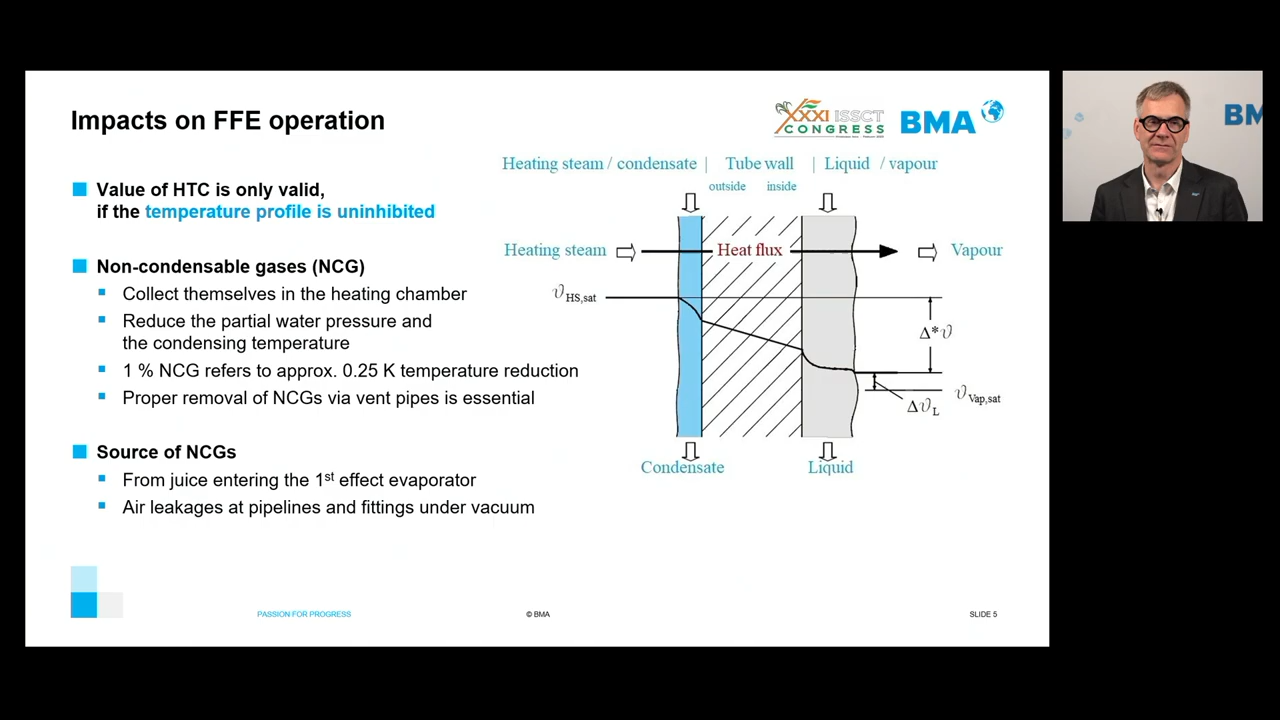 Impacts on FFE operation
XXXI ISSCT
CONGRESS
BMA
BM
Value of HTC is only valid,
if the temperature profile is uninhibited
Non-condensable gases (NCG)
Collect themselves in the heating chamber
Reduce the partial water pressure and
the condensing temperature
1 % NCG refers to approx. 0.25 K temperature reduction
Proper removal of NCGs via vent pipes is essential
Source of NCGs
From juice entering the 1st effect evaporator
Air leakages at pipelines and fittings under vacuum
Heating steam / condensate | Tube wall | Liquid / vapour
outside inside
Heating steam
Heat flux
Vapour
ϑHS,sat
Δ*ϑ
ΔϑL
ϑVap,sat
Condensate
Liquid
PASSION FOR PROGRESS
© BMA
SLIDE 5